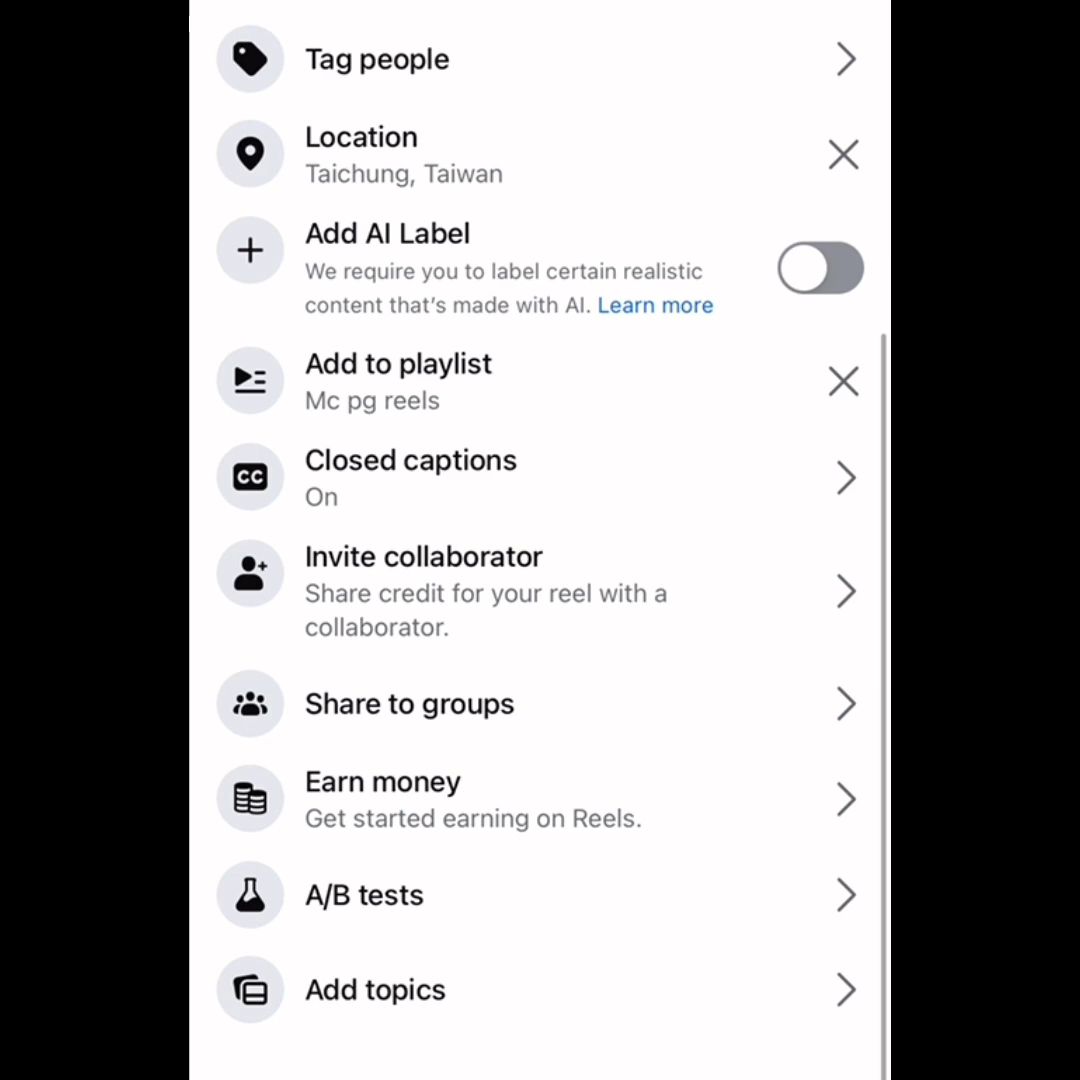 Tag people
Location
Taichung, Taiwan
Add AI Label
We require you to label certain realistic
content that’s made with AI. Learn more
Add to playlist
Mc pg reels
CC
Closed captions
On
Invite collaborator
Share credit for your reel with a
collaborator.
Share to groups
Earn money
Get started earning on Reels.
A/B tests
Add topics